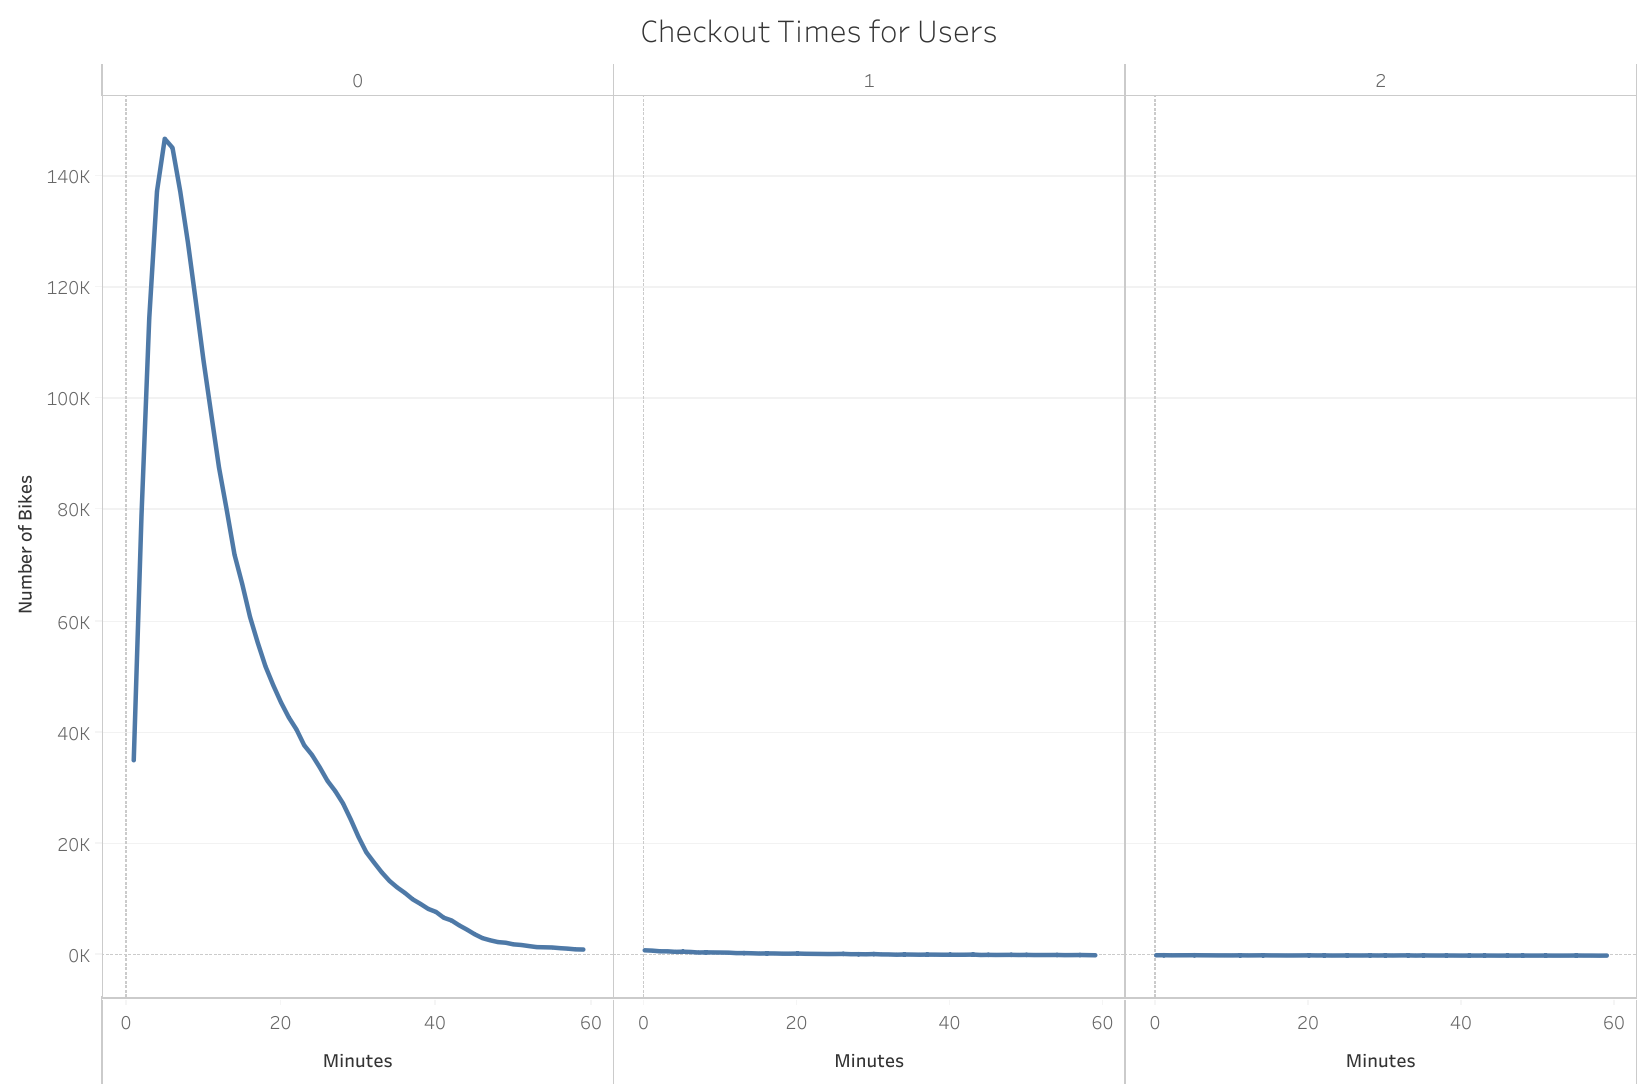 Checkout Times for Users
0 1 2
140K
120K
100K
80K
60K
40K
20K
0K
Number of Bikes
0 20 40 60 0 20 40 60 0 20 40 60
Minutes Minutes Minutes